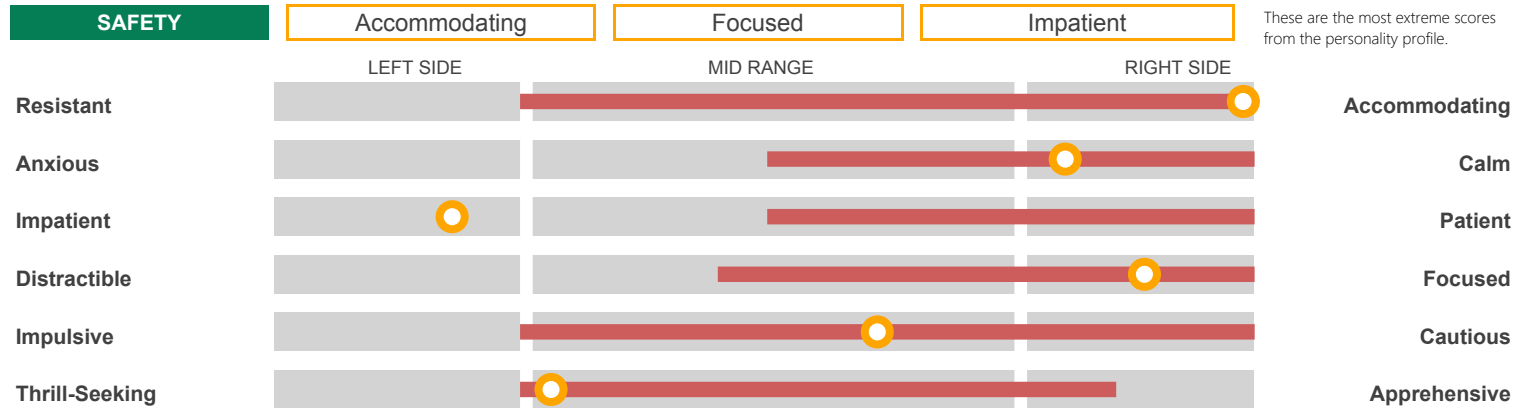 SAFETY Accommodating Focused Impatient These are the most extreme scores
from the personality profile.
LEFT SIDE MID RANGE RIGHT SIDE
Resistant Accommodating
Anxious Calm
Impatient Patient
Distractible Focused
Impulsive Cautious
Thrill-Seeking Apprehensive